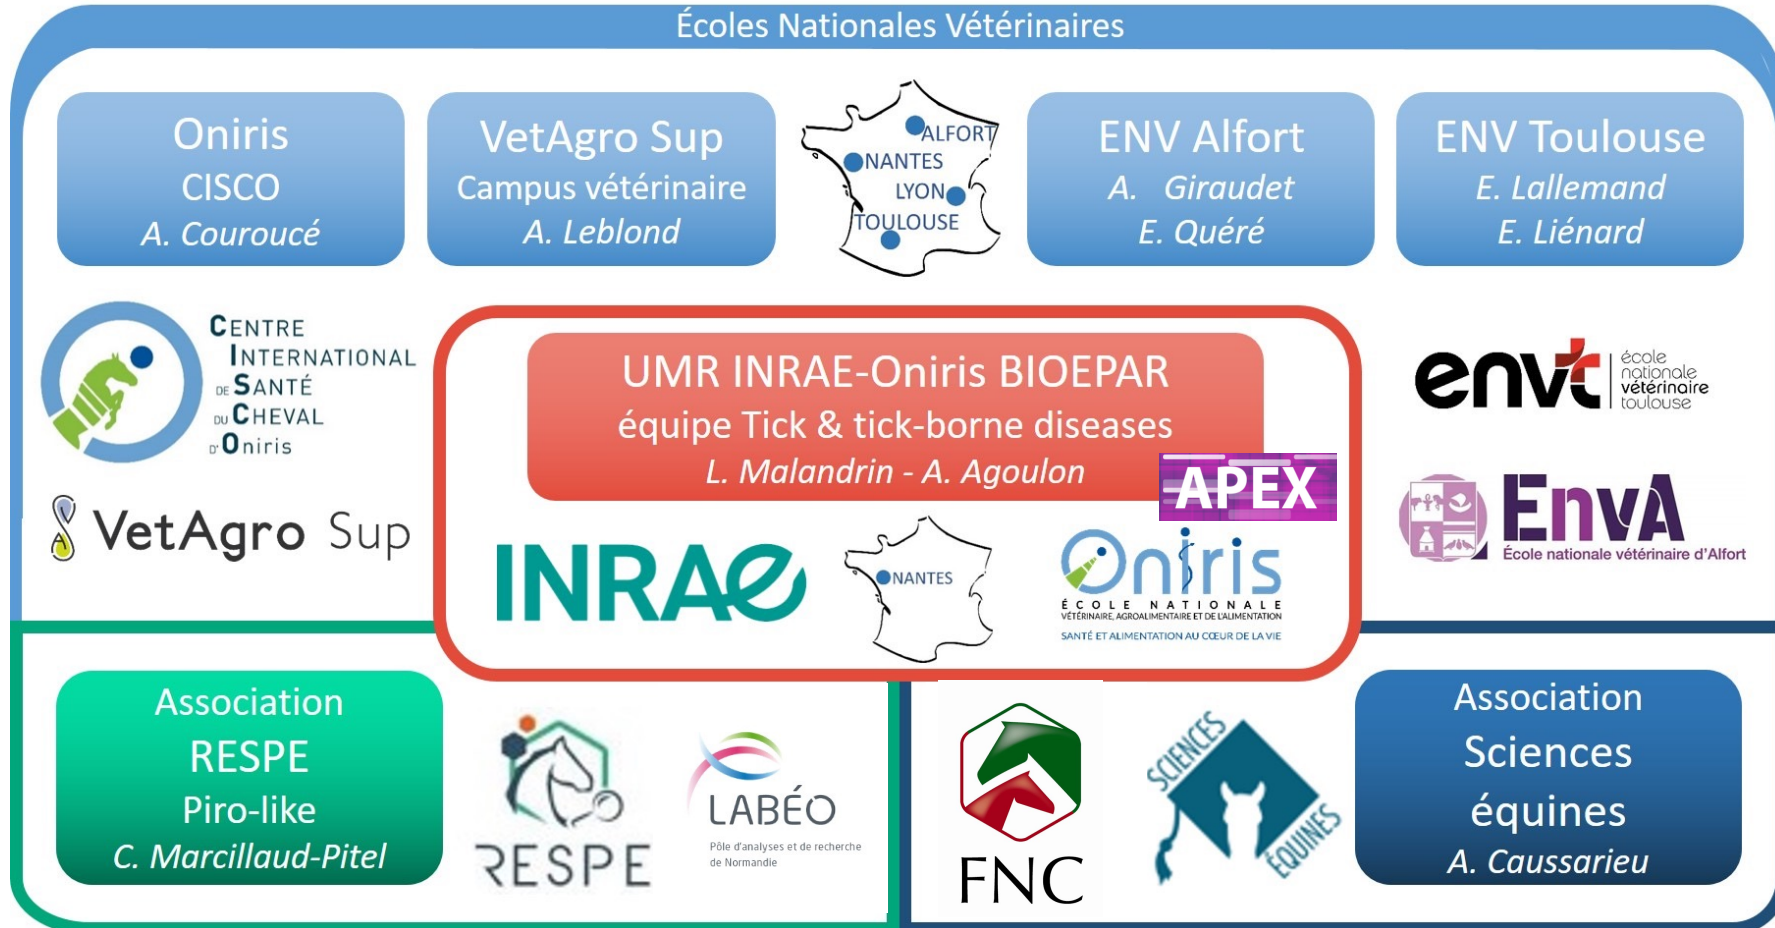 Écoles Nationales Vétérinaires
Oniris
CISCO
A. Couroucé
VetAgro Sup
Campus vétérinaire
A. Leblond
ALFORT
NANTES
LYON
TOULOUSE
ENV Alfort
A. Giraudet
E. Quéré
ENV Toulouse
E. Lallemand
E. Liénard
CENTRE
INTERNATIONAL
DE SANTÉ
DU CHEVAL
D'Oniris
VetAgro Sup
UMR INRAE-Oniris BIOEPAR
équipe Tick & tick-borne diseases
L. Malandrin - A. Agoulon
APEX
INRAE
NANTES
Oniris
ÉCOLE NATIONALE
VÉTÉRINAIRE, AGROALIMENTAIRE ET DE L'ALIMENTATION
SANTÉ ET ALIMENTATION AU CŒUR DE LA VIE
envt
école
nationale
vétérinaire
toulouse
EnvA
École nationale vétérinaire d'Alfort
Association
RESPE
Piro-like
C. Marcillaud-Pitel
RESPE
LABÉO
Pôle d'analyses et de recherche
de Normandie
FNC
SCIENCES
ÉQUINES
Association
Sciences
équines
A. Caussarieu